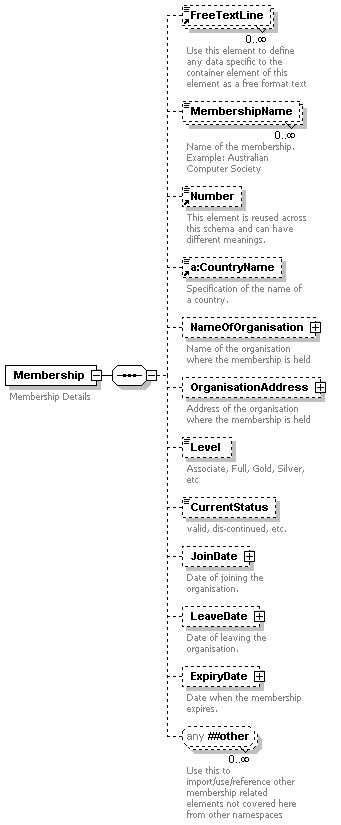 FreeTextLine
0..∞
Use this element to define
any data specific to the
container element of this
element as a free format text
MembershipName
0..∞
Name of the membership.
Example: Australian
Computer Society
Number
This element is reused across
this schema and can have
different meanings.
a:CountryName
Specification of the name of
a country.
NameOfOrganisation
Name of the organisation
where the membership is held
Membership
Membership Details
OrganisationAddress
Address of the organisation
where the membership is held
Level
Associate, Full, Gold, Silver,
etc
CurrentStatus
valid, dis-continued, etc.
JoinDate
Date of joining the
organisation.
LeaveDate
Date of leaving the
organisation.
ExpiryDate
Date when the membership
expires.
any ##other
0..∞
Use this to
import/use/reference other
membership related
elements not covered here
from other namespaces